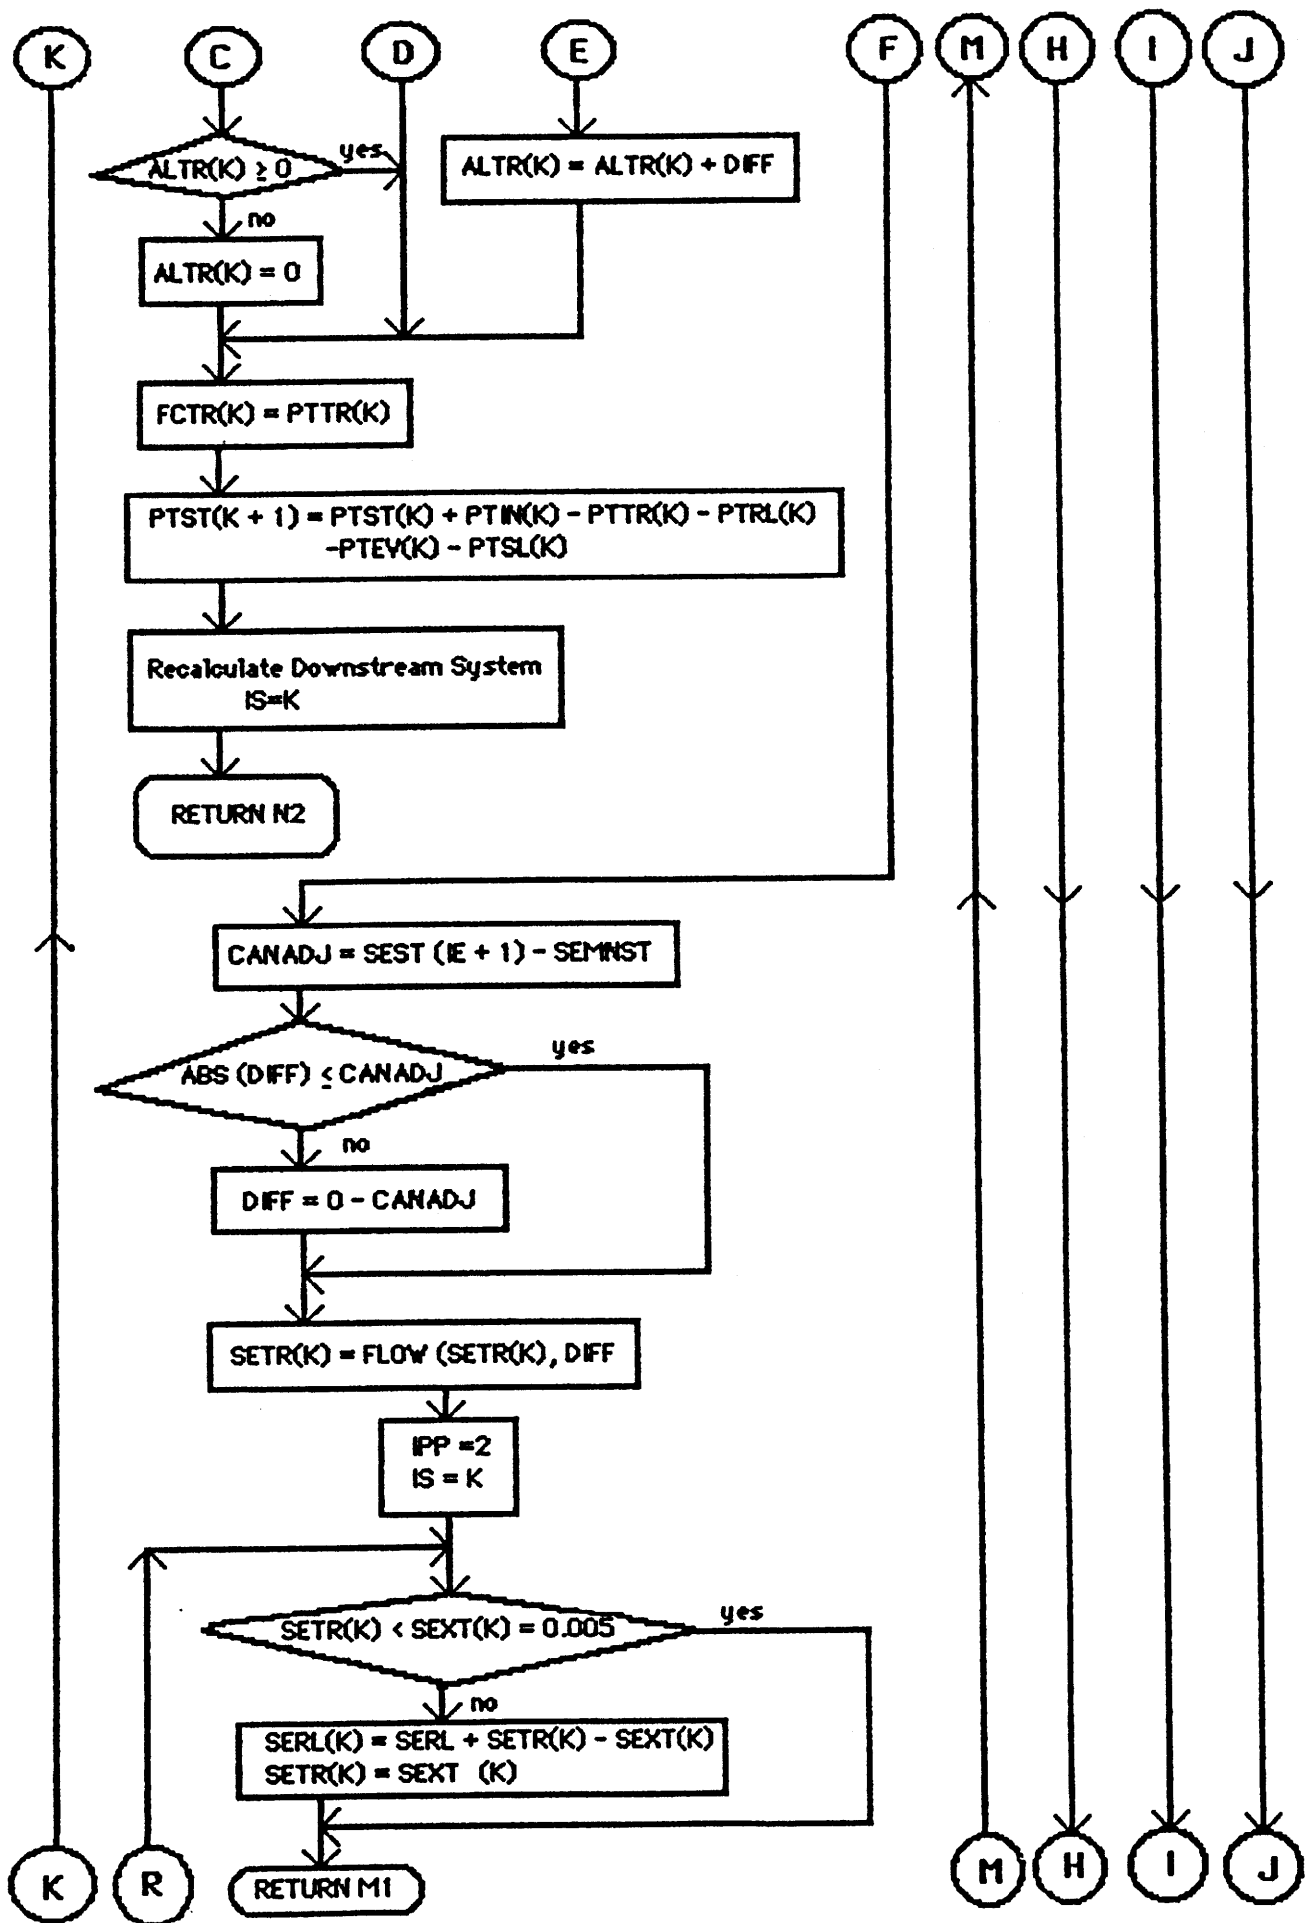 K
C
D
E
F
M
H
I
J
ALTR(K) ≥ 0
yes
no
ALTR(K) = ALTR(K) + DIFF
ALTR(K) = 0
FCTR(K) = PTTR(K)
PTST(K + 1) = PTST(K) + PTIN(K) - PTTR(K) - PTRL(K)
-PTEV(K) - PTSL(K)
Recalculate Downstream System
IS=K
RETURN N2
CANADJ = SEST (IE + 1) - SEMNST
ABS (DIFF) ≤ CANADJ
yes
no
DIFF = 0 - CANADJ
SETR(K) = FLOW (SETR(K), DIFF
IPP =2
IS = K
SETR(K) < SEXT(K) = 0.005
yes
no
SERL(K) = SERL + SETR(K) - SEXT(K)
SETR(K) = SEXT (K)
K
R
RETURN M1
M
H
I
J